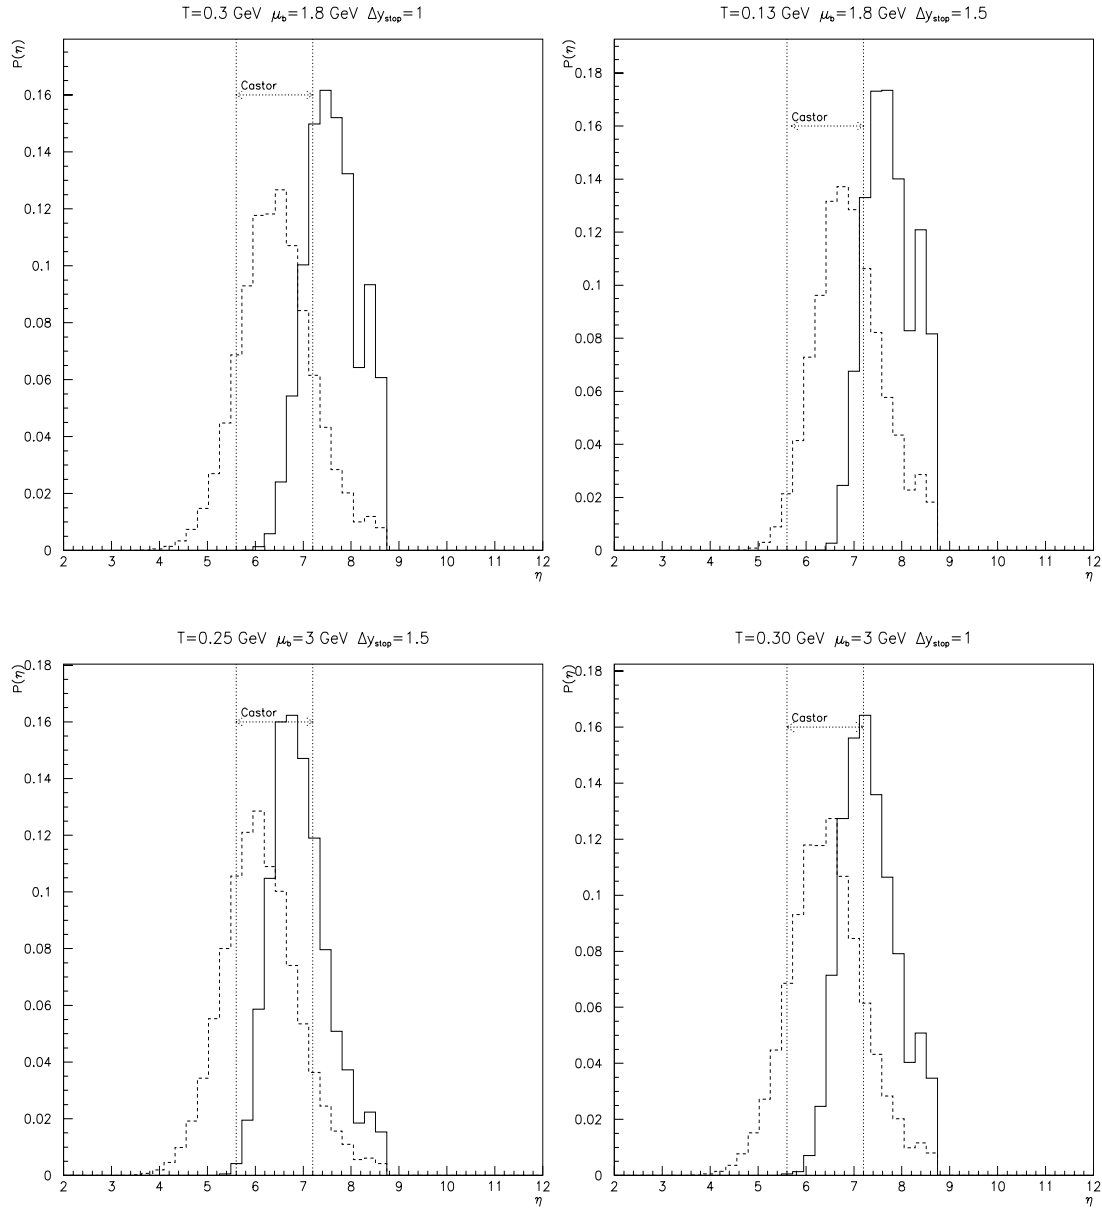 T=0.3 GeV μb=1.8 GeV Δystop=1
P(η)
Castor
0.16
0.14
0.12
0.1
0.08
0.06
0.04
0.02
0
2 3 4 5 6 7 8 9 10 11 12
η
T=0.13 GeV μb=1.8 GeV Δystop=1.5
P(η)
0.18
Castor
0.16
0.14
0.12
0.1
0.08
0.06
0.04
0.02
0
2 3 4 5 6 7 8 9 10 11 12
η
T=0.25 GeV μb=3 GeV Δystop=1.5
P(η)
0.18
Castor
0.16
0.14
0.12
0.1
0.08
0.06
0.04
0.02
0
2 3 4 5 6 7 8 9 10 11 12
η
T=0.30 GeV μb=3 GeV Δystop=1
P(η)
0.18
Castor
0.16
0.14
0.12
0.1
0.08
0.06
0.04
0.02
0
2 3 4 5 6 7 8 9 10 11 12
η